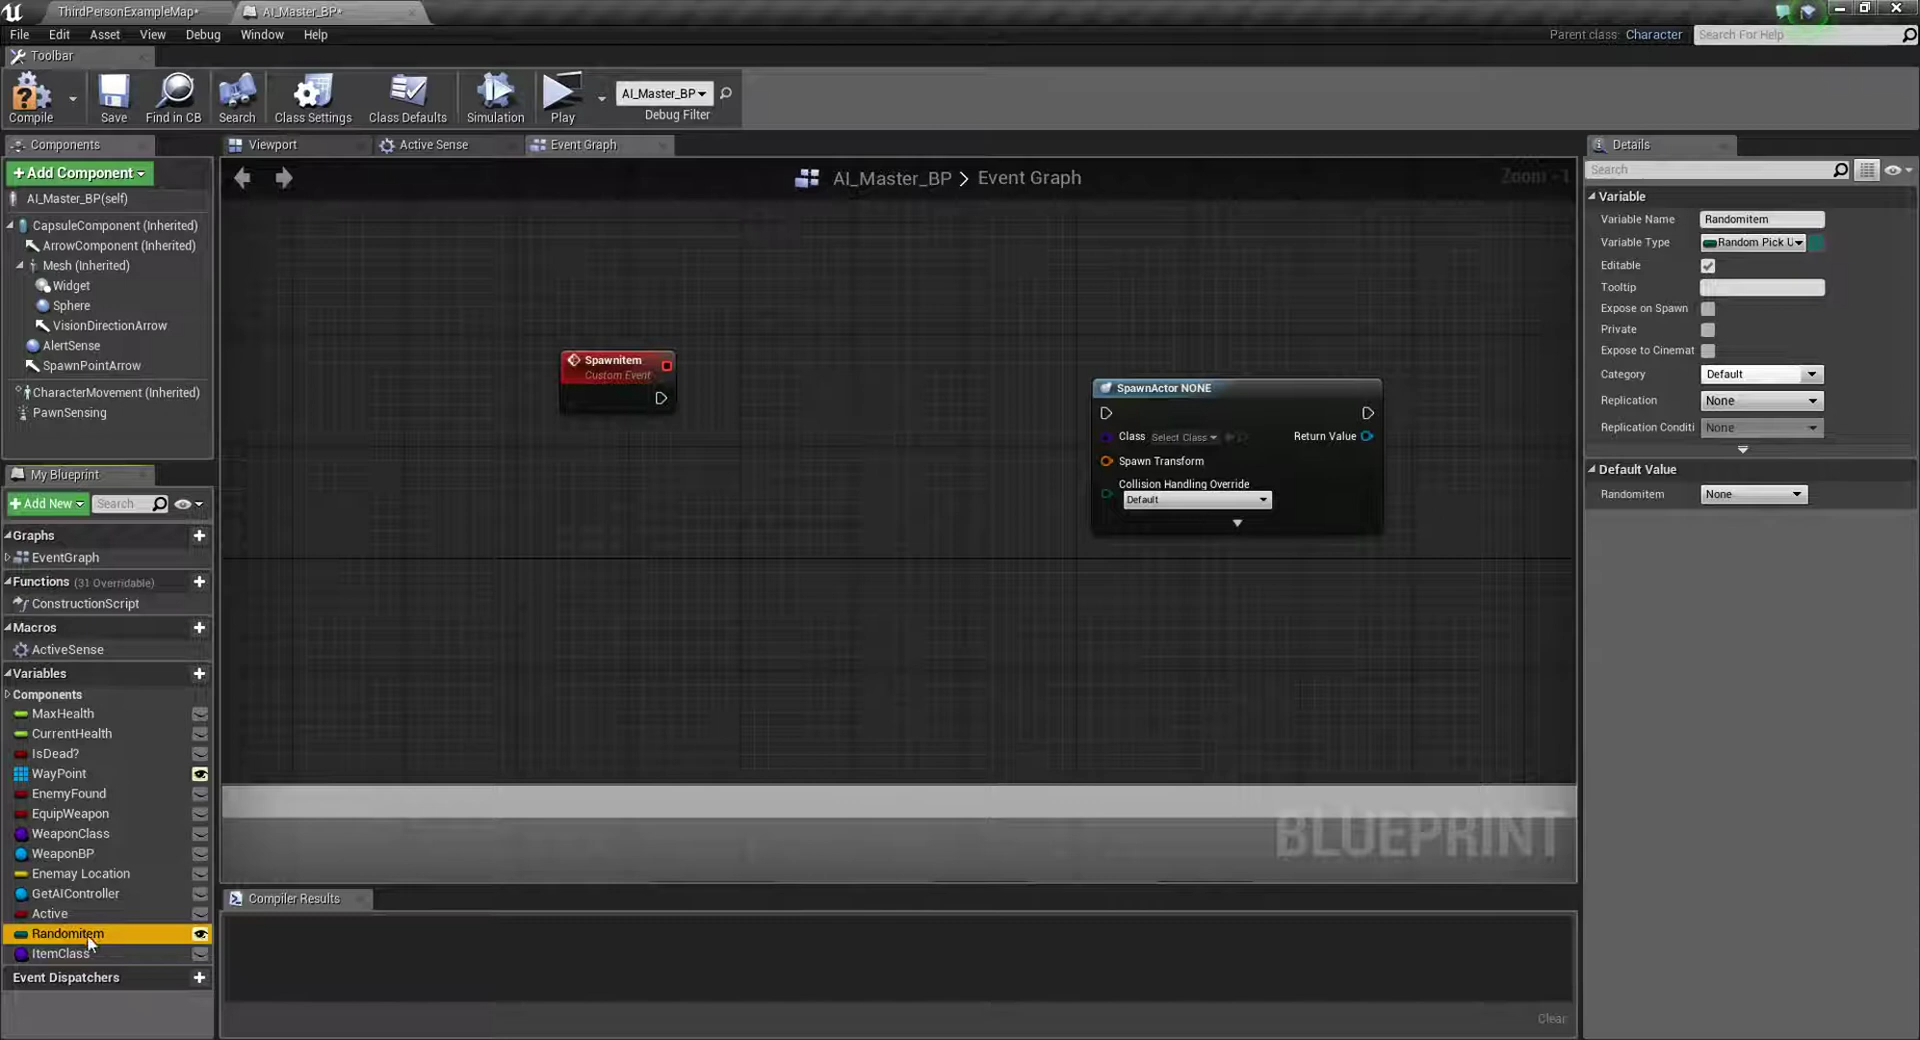 ThirdPersonExampleMap*
AI_Master_BP*
File Edit Asset View Debug Window Help
Parent class: Character
Search For Help
Toolbar
Compile
Save
Find in CB
Search
Class Settings
Class Defaults
Simulation
Play
AI_Master_BP
Debug Filter
Components
Viewport
Active Sense
Event Graph
Details
+Add Component
AI_Master_BP > Event Graph
Zoom -1
Search
AI_Master_BP(self)
Variable
CapsuleComponent (Inherited)
Variable Name Randomitem
ArrowComponent (Inherited)
Variable Type Random Pick U
Mesh (Inherited)
Editable
Widget
Tooltip
Sphere
Expose on Spawn
VisionDirectionArrow
Private
AlertSense
Expose to Cinemat
SpawnPointArrow
Category Default
CharacterMovement (Inherited)
Replication None
PawnSensing
Replication Conditi None
Spawnitem
Custom Event
SpawnActor NONE
Class Select Class
Return Value
Spawn Transform
Collision Handling Override
Default
Default Value
Randomitem None
My Blueprint
+Add New
Search
Graphs
EventGraph
Functions (31 Overridable)
ConstructionScript
Macros
ActiveSense
Variables
Components
MaxHealth
CurrentHealth
IsDead?
WayPoint
EnemyFound
EquipWeapon
WeaponClass
WeaponBP
Enemay Location
GetAIController
Active
Randomitem
ItemClass
Event Dispatchers
BLUEPRINT
Compiler Results
Clear